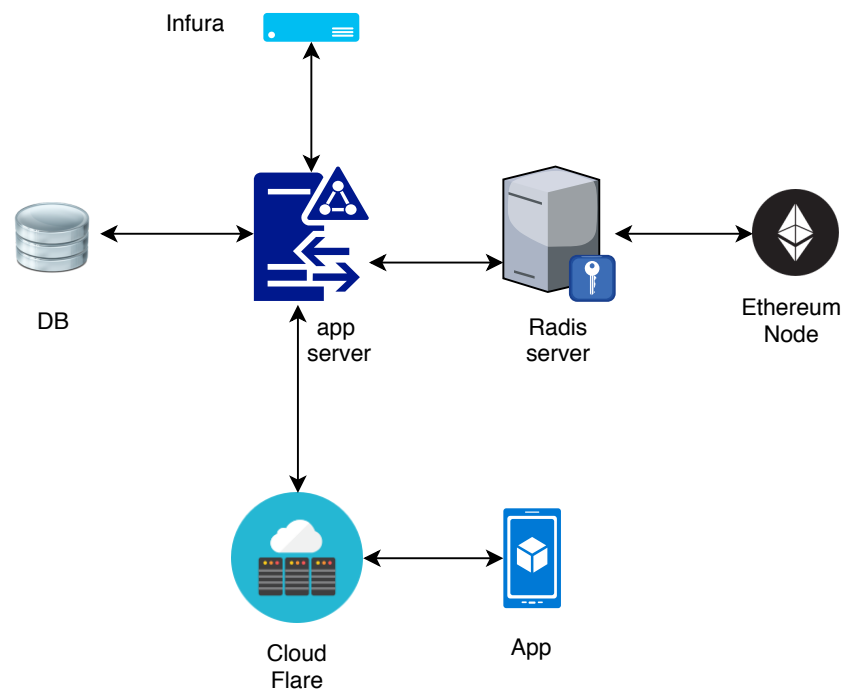 Infura
DB
app
server
Radis
server
Ethereum
Node
Cloud
Flare
App